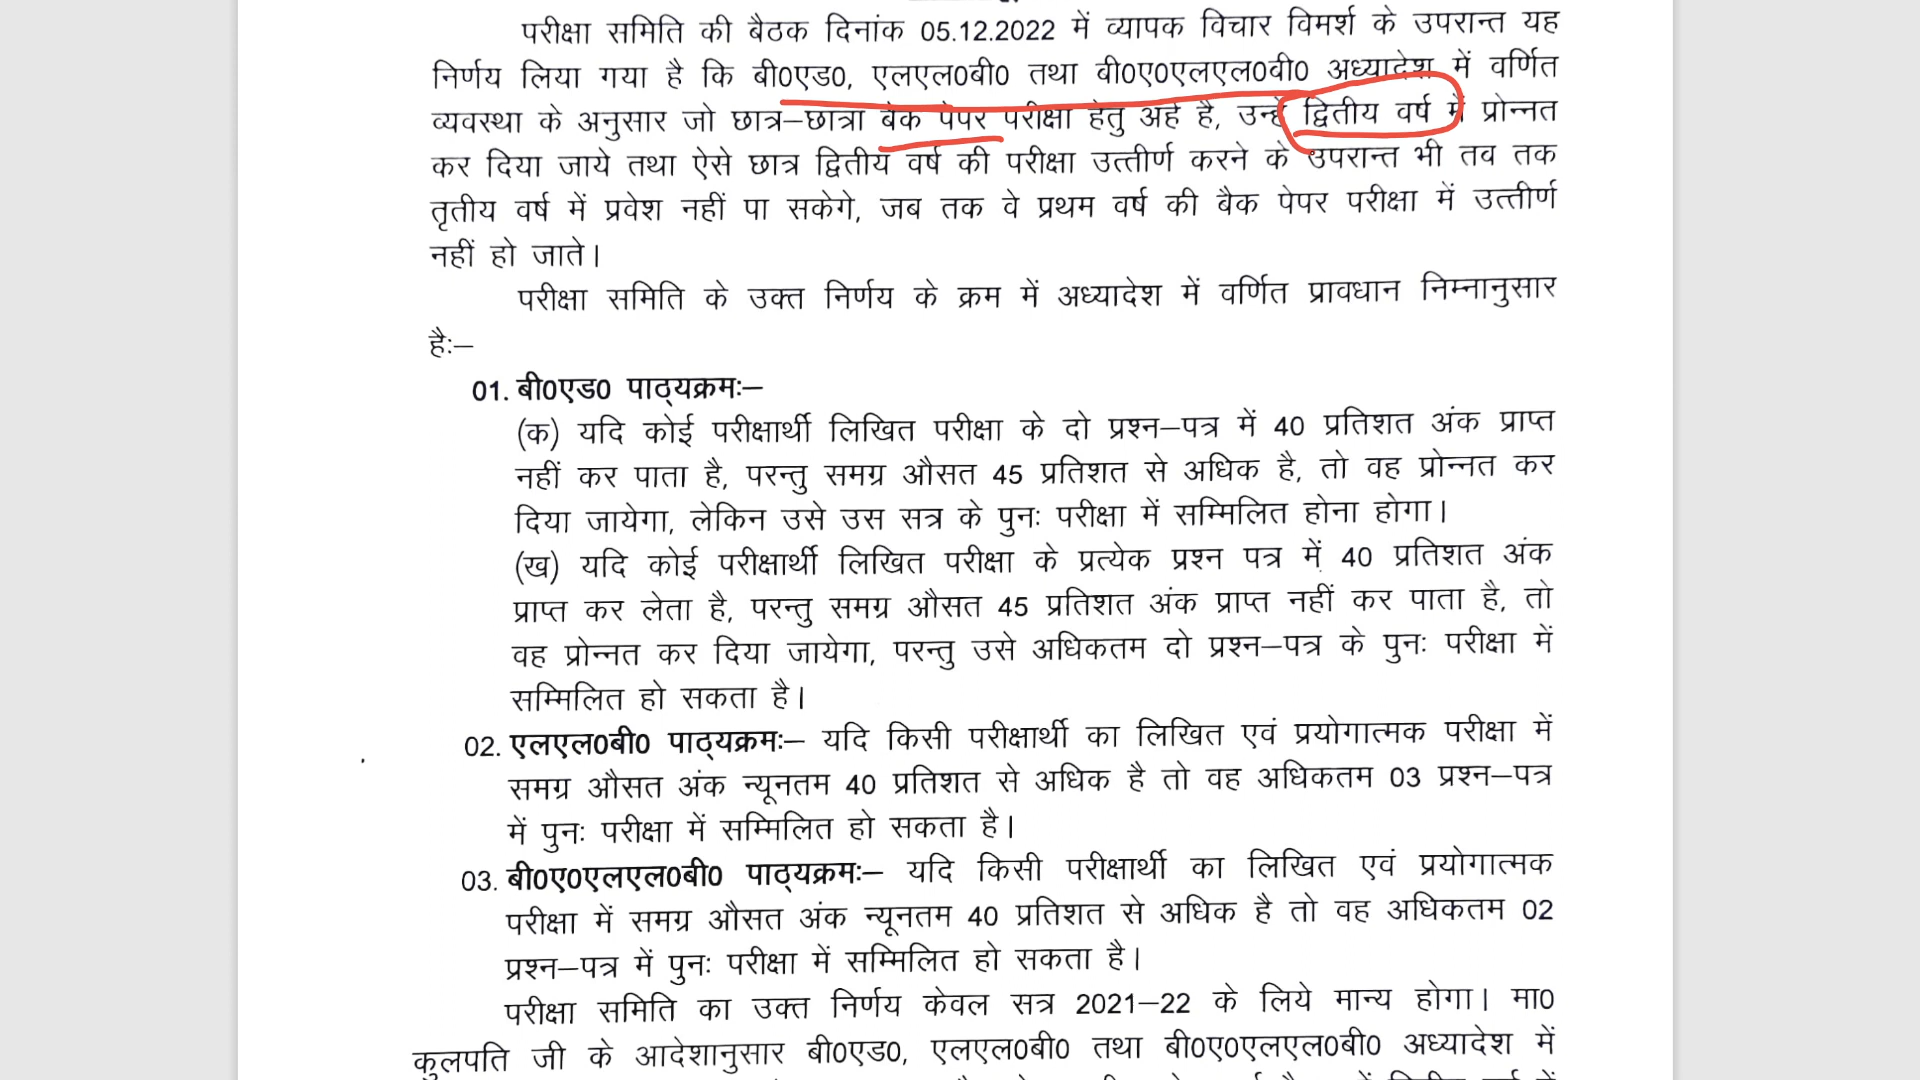 परीक्षा समिति की बैठक दिनांक 05.12.2022 में व्यापक विचार विमर्श के उपरान्त यह
निर्णय लिया गया है कि बी0एड0, एलएल0बी0 तथा बी0ए0एलएल0बी0 अध्यादेश में वर्णित
व्यवस्था के अनुसार जो छात्र–छात्रा बैक पेपर परीक्षा हेतु अर्ह है, उन्हें द्वितीय वर्ष में प्रोन्नत
कर दिया जाये तथा ऐसे छात्र द्वितीय वर्ष की परीक्षा उत्तीर्ण करने के उपरान्त भी तव तक
तृतीय वर्ष में प्रवेश नहीं पा सकेगे, जब तक वे प्रथम वर्ष की बैक पेपर परीक्षा में उत्तीर्ण
नहीं हो जाते।
परीक्षा समिति के उक्त निर्णय के क्रम में अध्यादेश में वर्णित प्रावधान निम्नानुसार
है:–
01. बी0एड0 पाठ्यक्रमः–
(क) यदि कोई परीक्षार्थी लिखित परीक्षा के दो प्रश्न–पत्र में 40 प्रतिशत अंक प्राप्त
नहीं कर पाता है, परन्तु समग्र औसत 45 प्रतिशत से अधिक है, तो वह प्रोन्नत कर
दिया जायेगा, लेकिन उसे उस सत्र के पुनः परीक्षा में सम्मिलित होना होगा।
(ख) यदि कोई परीक्षार्थी लिखित परीक्षा के प्रत्येक प्रश्न पत्र में 40 प्रतिशत अंक
प्राप्त कर लेता है, परन्तु समग्र औसत 45 प्रतिशत अंक प्राप्त नहीं कर पाता है, तो
वह प्रोन्नत कर दिया जायेगा, परन्तु उसे अधिकतम दो प्रश्न–पत्र के पुनः परीक्षा में
सम्मिलित हो सकता है।
02. एलएल0बी0 पाठ्यक्रमः– यदि किसी परीक्षार्थी का लिखित एवं प्रयोगात्मक परीक्षा में
समग्र औसत अंक न्यूनतम 40 प्रतिशत से अधिक है तो वह अधिकतम 03 प्रश्न–पत्र
में पुनः परीक्षा में सम्मिलित हो सकता है।
03. बी0ए0एलएल0बी0 पाठ्यक्रमः– यदि किसी परीक्षार्थी का लिखित एवं प्रयोगात्मक
परीक्षा में समग्र औसत अंक न्यूनतम 40 प्रतिशत से अधिक है तो वह अधिकतम 02
प्रश्न–पत्र में पुनः परीक्षा में सम्मिलित हो सकता है।
परीक्षा समिति का उक्त निर्णय केवल सत्र 2021–22 के लिये मान्य होगा। मा0
कुलपति जी के आदेशानुसार बी0एड0, एलएल0बी0 तथा बी0ए0एलएल0बी0 अध्यादेश में